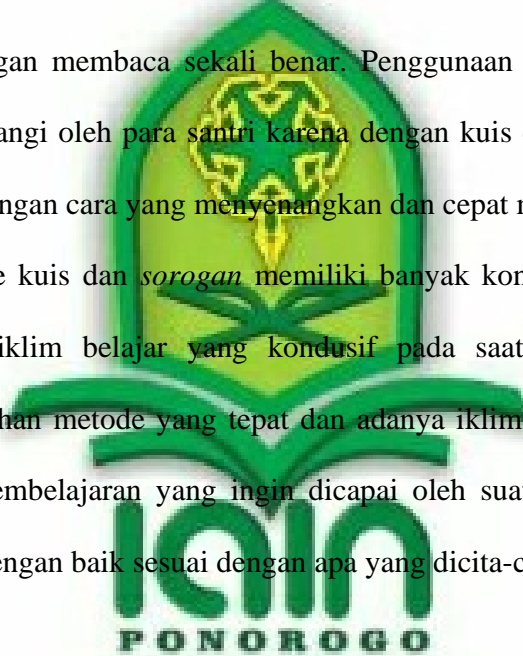 gan membaca sekali benar. Penggunaan
angi oleh para santri karena dengan kuis
ngan cara yang menyenangkan dan cepat
e kuis dan sorogan memiliki banyak kon
iklim belajar yang kondusif pada saat
han metode yang tepat dan adanya iklim
embelajaran yang ingin dicapai oleh sua
engan baik sesuai dengan apa yang dicita-c
iain
PONOROGO